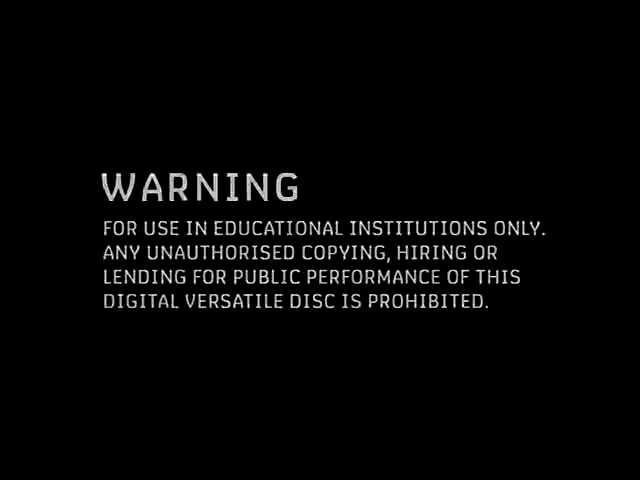 WARNING
FOR USE IN EDUCATIONAL INSTITUTIONS ONLY.
ANY UNAUTHORISED COPYING, HIRING OR
LENDING FOR PUBLIC PERFORMANCE OF THIS
DIGITAL VERSATILE DISC IS PROHIBITED.